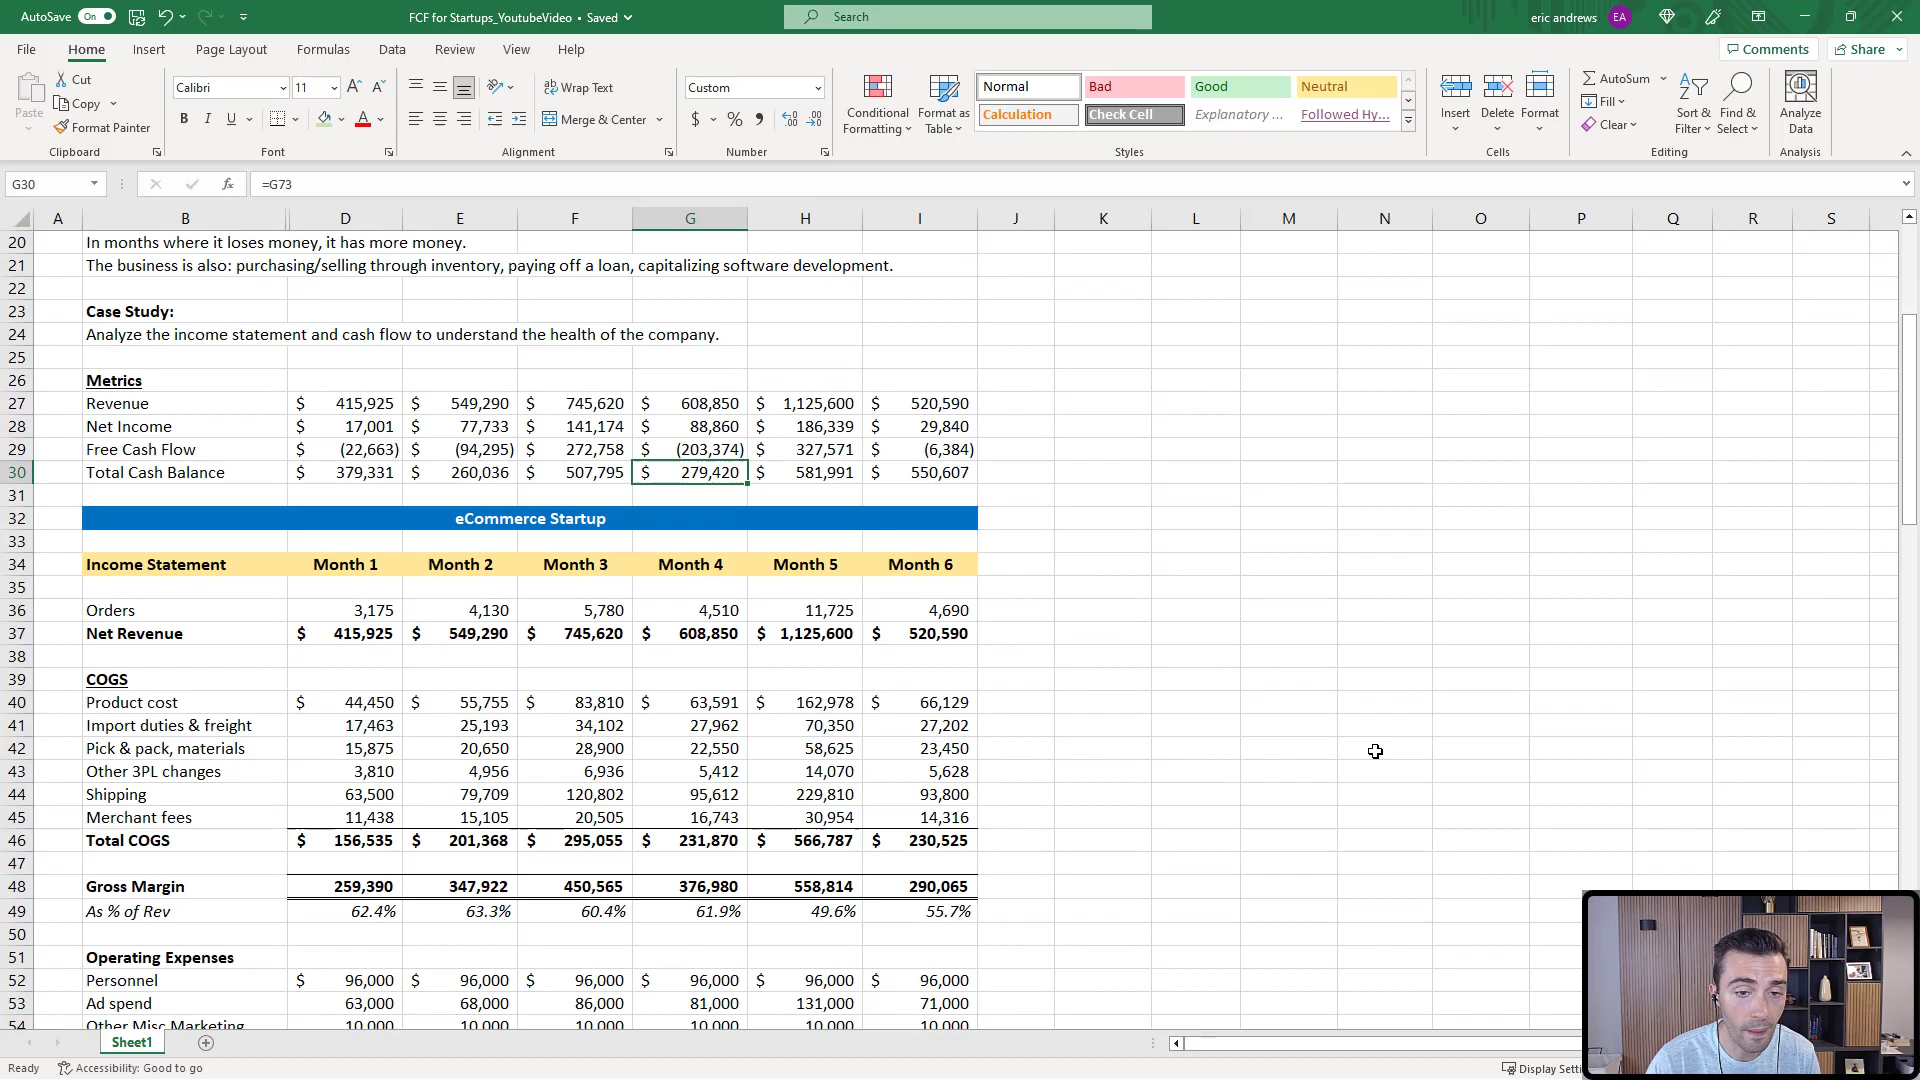 AutoSave On FCF for Startups_YoutubeVideo • Saved Search eric andrews EA
File Home Insert Page Layout Formulas Data Review View Help Comments Share
Paste Cut Copy Format Painter Clipboard
Calibri 11 B I U Font
Wrap Text Merge & Center Alignment
Custom $ % Number
Conditional Formatting Format as Table Normal Bad Good Neutral Calculation Check Cell Explanatory ... Followed Hy... Styles
Insert Delete Format Cells
AutoSum Fill Clear Sort & Filter Find & Select Editing
Analyze Data Analysis
G30 fx =G73
A B D E F G H I J K L M N O P Q R S
20 In months where it loses money, it has more money.
21 The business is also: purchasing/selling through inventory, paying off a loan, capitalizing software development.
22
23 Case Study:
24 Analyze the income statement and cash flow to understand the health of the company.
25
26 Metrics
27 Revenue $ 415,925 $ 549,290 $ 745,620 $ 608,850 $ 1,125,600 $ 520,590
28 Net Income $ 17,001 $ 77,733 $ 141,174 $ 88,860 $ 186,339 $ 29,840
29 Free Cash Flow $ (22,663) $ (94,295) $ 272,758 $ (203,374) $ 327,571 $ (6,384)
30 Total Cash Balance $ 379,331 $ 260,036 $ 507,795 $ 279,420 $ 581,991 $ 550,607
31
32 eCommerce Startup
33
34 Income Statement Month 1 Month 2 Month 3 Month 4 Month 5 Month 6
35
36 Orders 3,175 4,130 5,780 4,510 11,725 4,690
37 Net Revenue $ 415,925 $ 549,290 $ 745,620 $ 608,850 $ 1,125,600 $ 520,590
38
39 COGS
40 Product cost $ 44,450 $ 55,755 $ 83,810 $ 63,591 $ 162,978 $ 66,129
41 Import duties & freight 17,463 25,193 34,102 27,962 70,350 27,202
42 Pick & pack, materials 15,875 20,650 28,900 22,550 58,625 23,450
43 Other 3PL changes 3,810 4,956 6,936 5,412 14,070 5,628
44 Shipping 63,500 79,709 120,802 95,612 229,810 93,800
45 Merchant fees 11,438 15,105 20,505 16,743 30,954 14,316
46 Total COGS $ 156,535 $ 201,368 $ 295,055 $ 231,870 $ 566,787 $ 230,525
47
48 Gross Margin 259,390 347,922 450,565 376,980 558,814 290,065
49 As % of Rev 62.4% 63.3% 60.4% 61.9% 49.6% 55.7%
50
51 Operating Expenses
52 Personnel $ 96,000 $ 96,000 $ 96,000 $ 96,000 $ 96,000 $ 96,000
53 Ad spend 63,000 68,000 86,000 81,000 131,000 71,000
54 Other Misc Marketing 10,000 10,000 10,000 10,000 10,000 10,000
Sheet1
Ready Accessibility: Good to go Display Setti